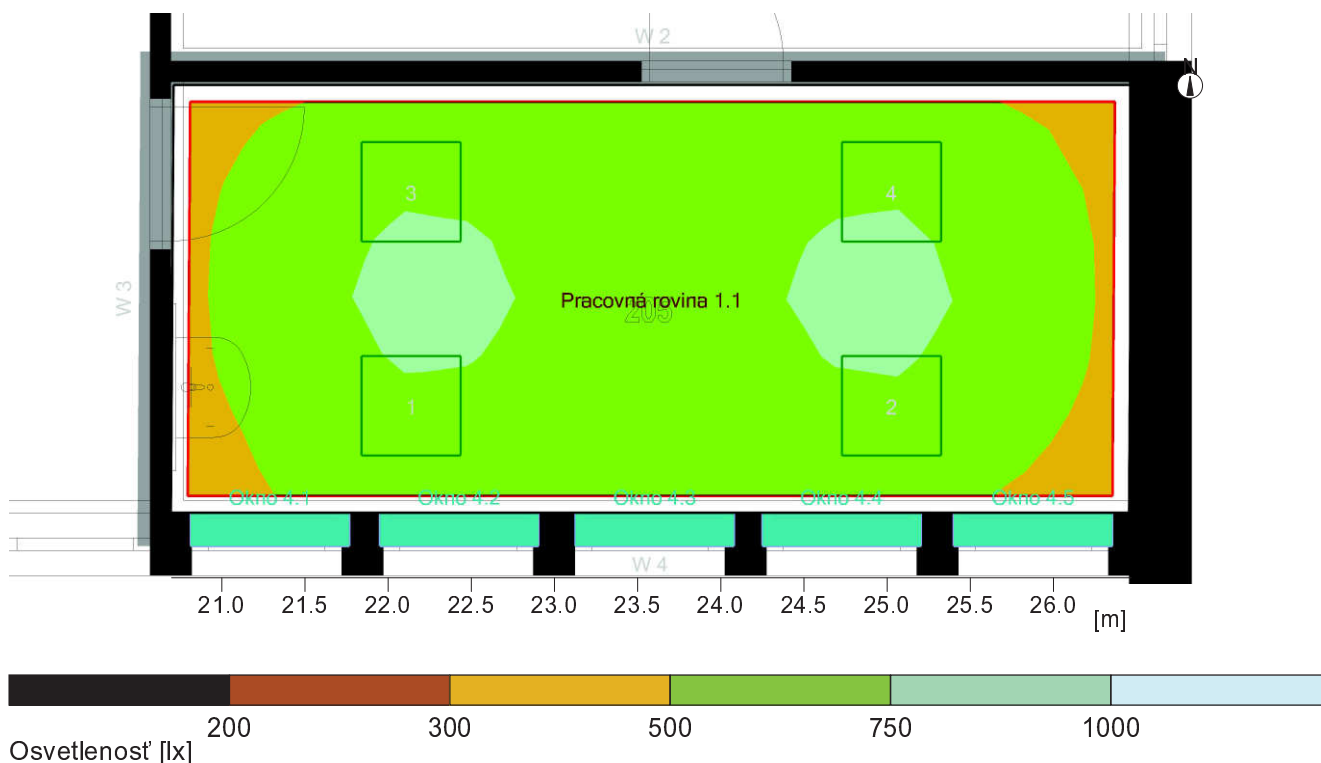 W 2
N
3
4
W 3
Pracovná rovina 1.1
205
1
2
Okno 4.1 Okno 4.2 Okno 4.3 Okno 4.4 Okno 4.5
W 4
21.0 21.5 22.0 22.5 23.0 23.5 24.0 24.5 25.0 25.5 26.0
[m]
200 300 500 750 1000
Osvetlenosť [lx]